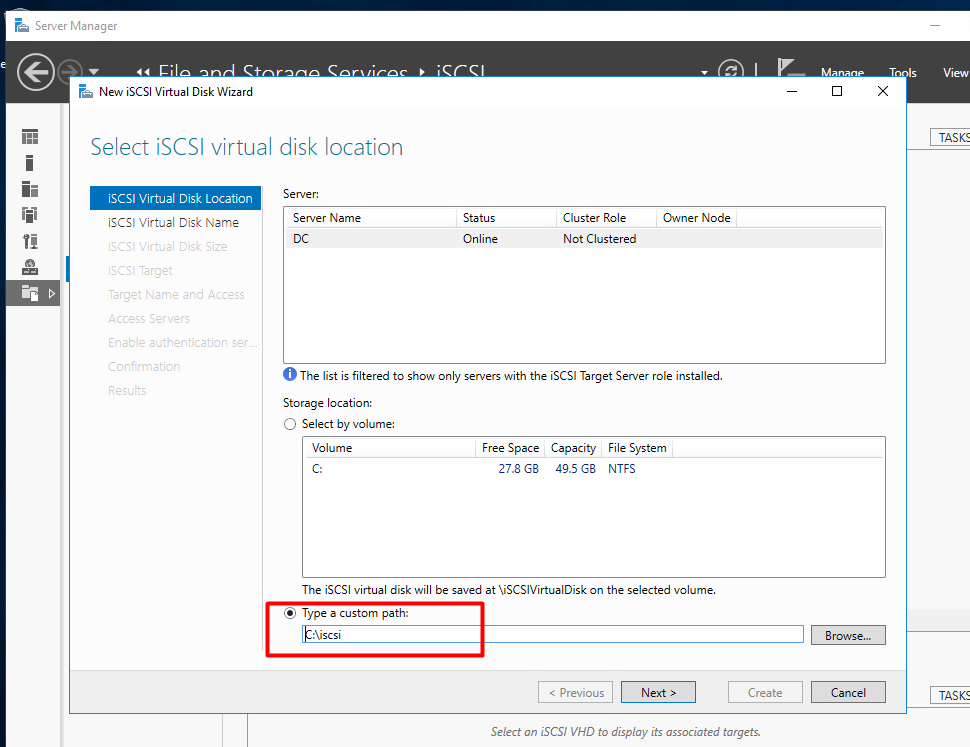 Server Manager
File and Storage Services iSCSI
Manage Tools View
New iSCSI Virtual Disk Wizard
TASKS
Select iSCSI virtual disk location
iSCSI Virtual Disk Location
iSCSI Virtual Disk Name
iSCSI Virtual Disk Size
iSCSI Target
Target Name and Access
Access Servers
Enable authentication ser...
Confirmation
Results
Server:
Server Name Status Cluster Role Owner Node
DC Online Not Clustered
The list is filtered to show only servers with the iSCSI Target Server role installed.
Storage location:
Select by volume:
Volume Free Space Capacity File System
C: 27.8 GB 49.5 GB NTFS
The iSCSI virtual disk will be saved at \iSCSIVirtualDisk on the selected volume.
Type a custom path:
C:\iscsi
Browse...
< Previous Next > Create Cancel
TASKS
Select an iSCSI VHD to display its associated targets.